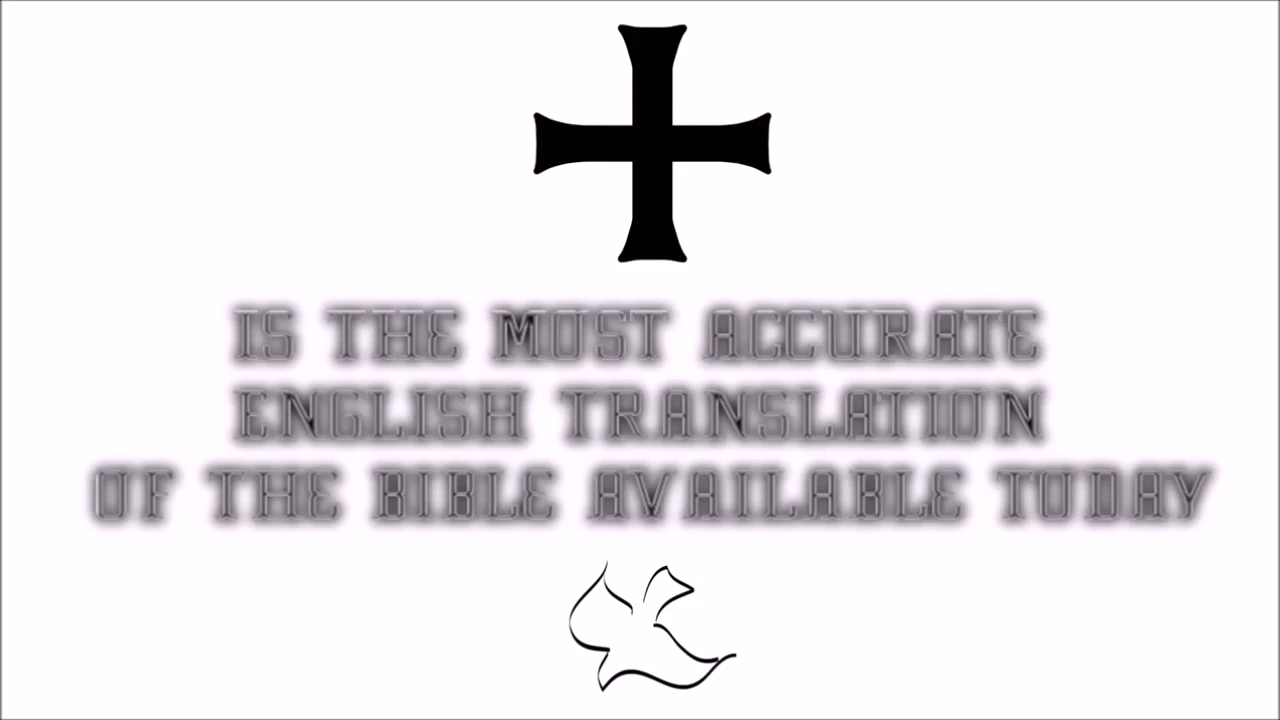 IS THE MOST ACCURATE
ENGLISH TRANSLATION
OF THE BIBLE AVAILABLE TODAY